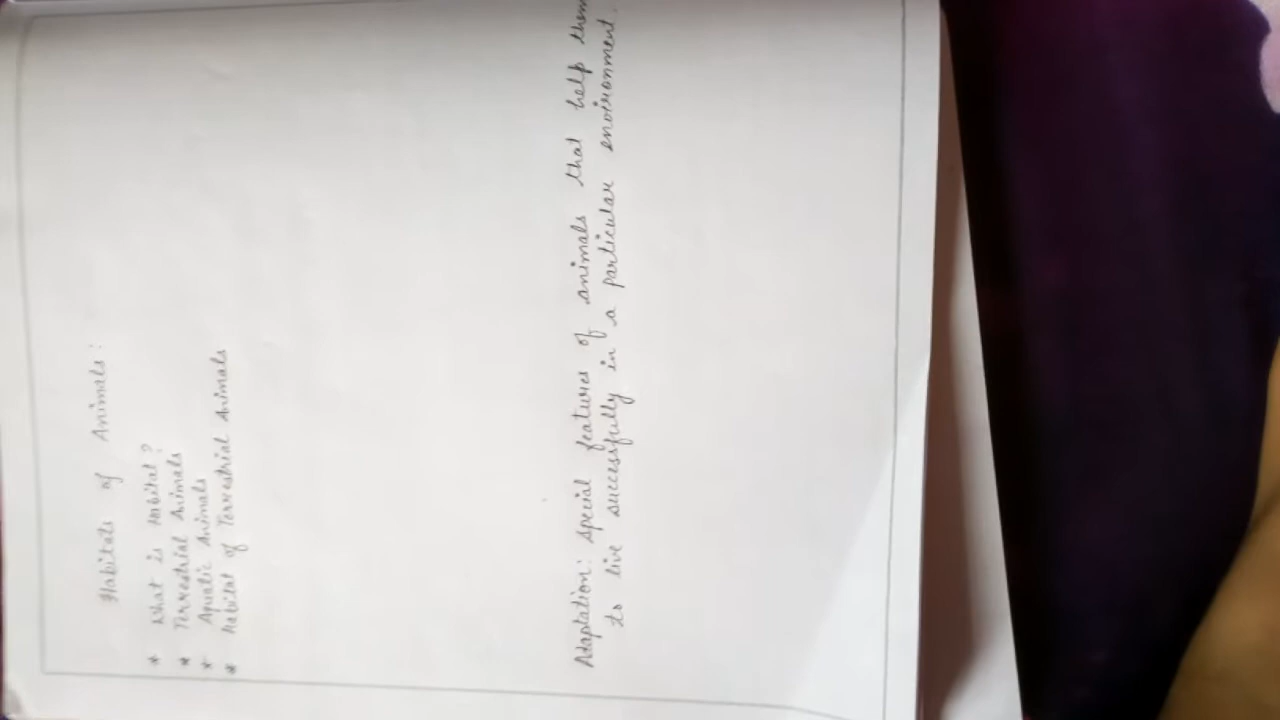 Habitats of Animals:
* What is Habitat?
* Terrestrial Animals
* Aquatic Animals
* Habitat of Terrestrial Animals
Adaptation: special features of animals that help them
to live successfully in a particular environment.